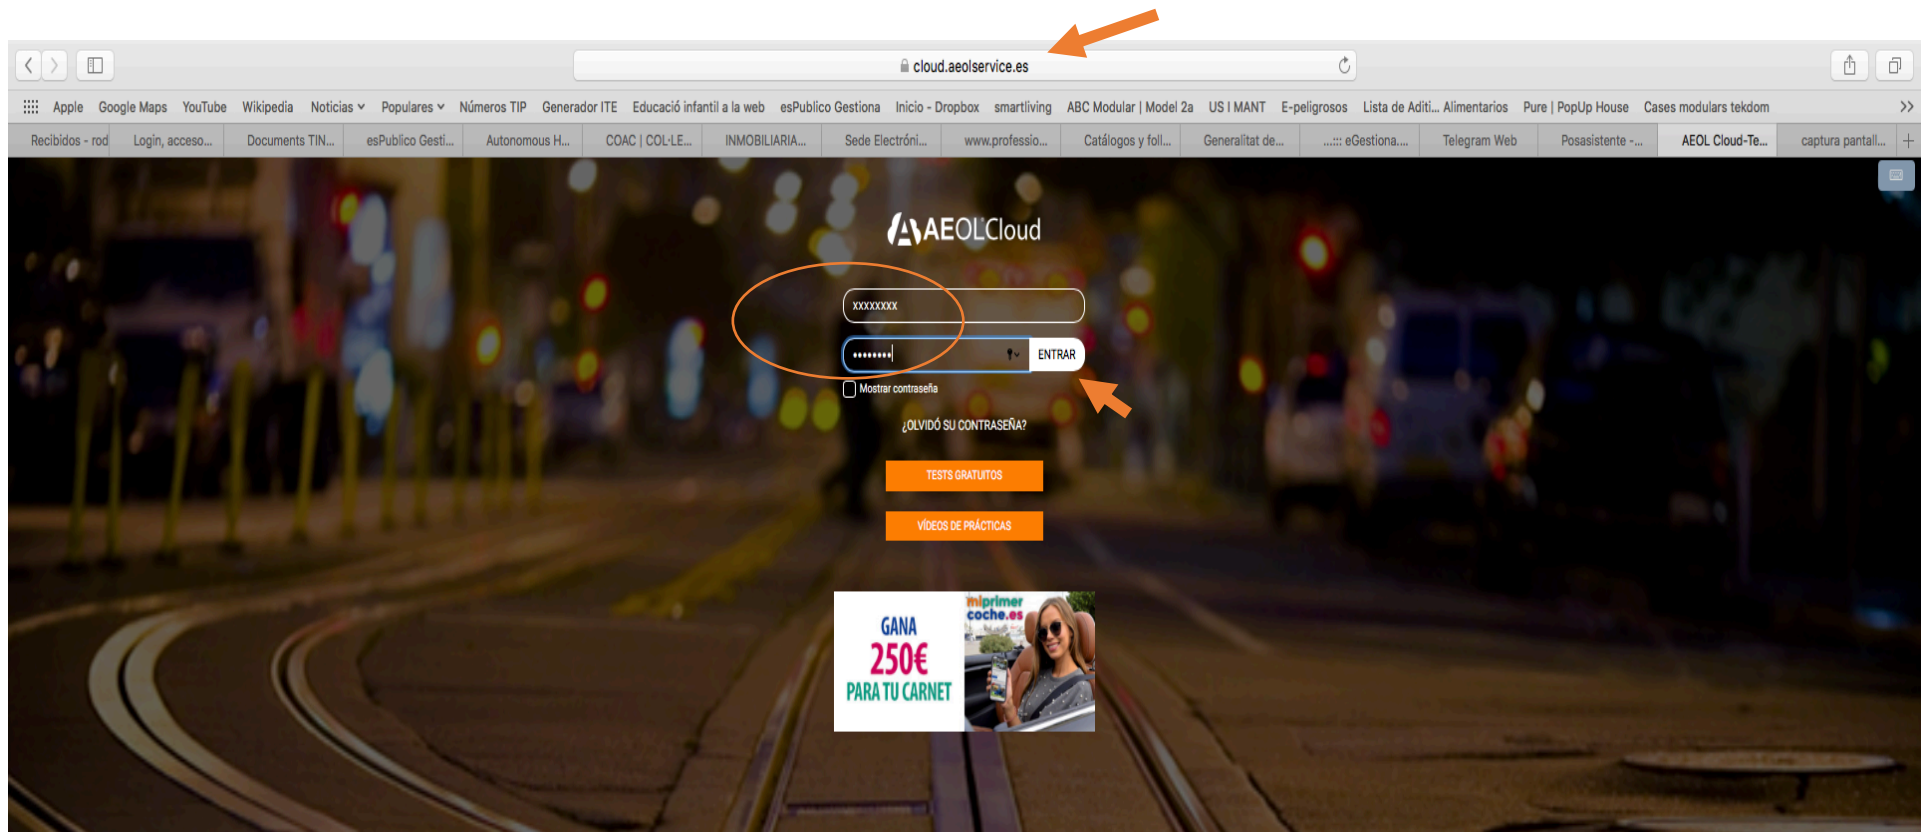 cloud.aeolservice.es
Apple Google Maps YouTube Wikipedia Noticias Populares Números TIP Generador ITE Educació infantil a la web esPublico Gestiona Inicio - Dropbox smartliving ABC Modular | Model 2a US I MANT E-peligrosos Lista de Aditi... Alimentarios Pure | PopUp House Cases modulars tekdom >>
Recibidos - rod Login, acceso... Documents TIN... esPublico Gesti... Autonomous H... COAC | COL·LE... INMOBILIARIA... Sede Electróni... www.professio... Catálogos y foll... Generalitat de... ...::: eGestiona.... Telegram Web Posasistente -... AEOL Cloud-Te... captura pantall... +
AEOL Cloud
xxxxxxxx
•••••••• ENTRAR
Mostrar contraseña
¿OLVIDÓ SU CONTRASEÑA?
TESTS GRATUITOS
VÍDEOS DE PRÁCTICAS
GANA
250€
PARA TU CARNET
miprimer
coche.es